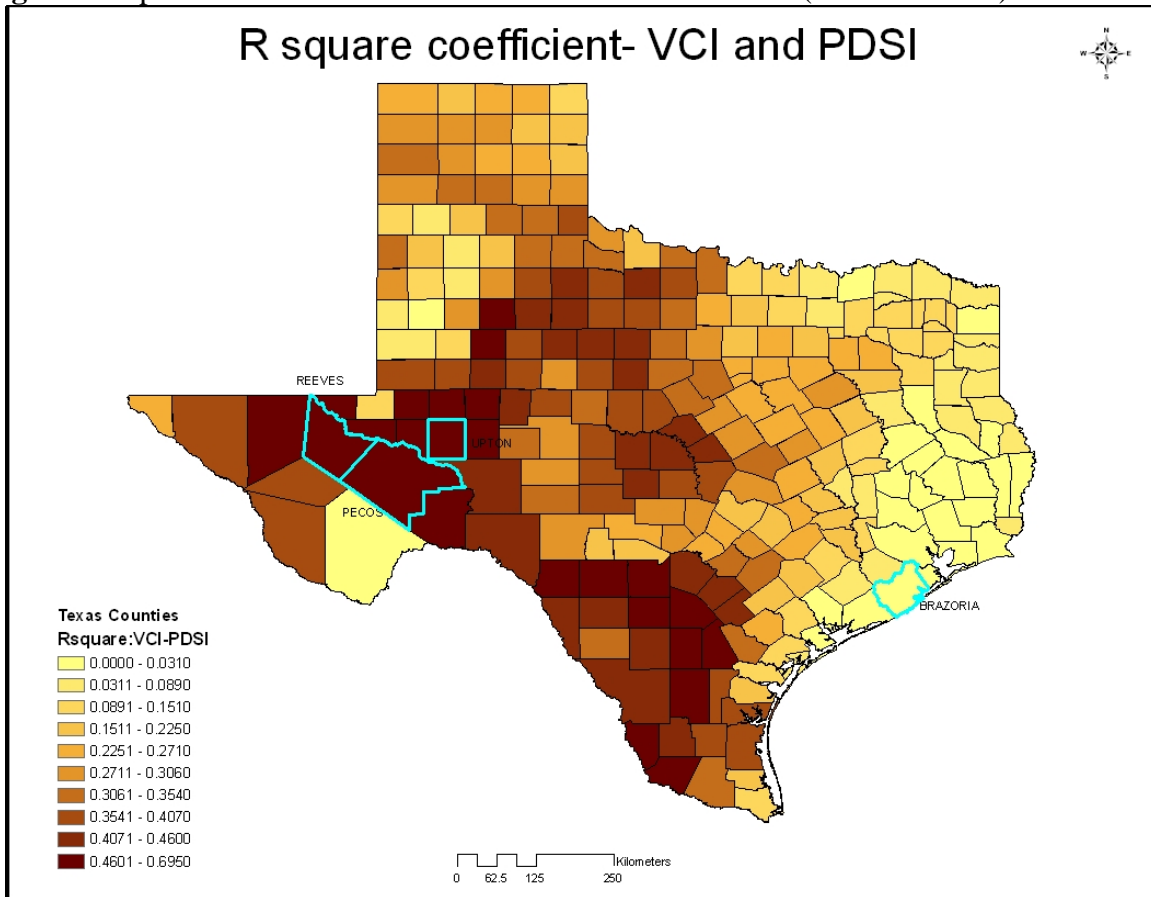 R square coefficient- VCI and PDSI
N
W E
S
REEVES
UPTON
PECOS
BRAZORIA
Texas Counties
Rsquare:VCI-PDSI
0.0000 - 0.0310
0.0311 - 0.0890
0.0891 - 0.1510
0.1511 - 0.2250
0.2251 - 0.2710
0.2711 - 0.3060
0.3061 - 0.3540
0.3541 - 0.4070
0.4071 - 0.4600
0.4601 - 0.6950
Kilometers
0 62.5 125 250